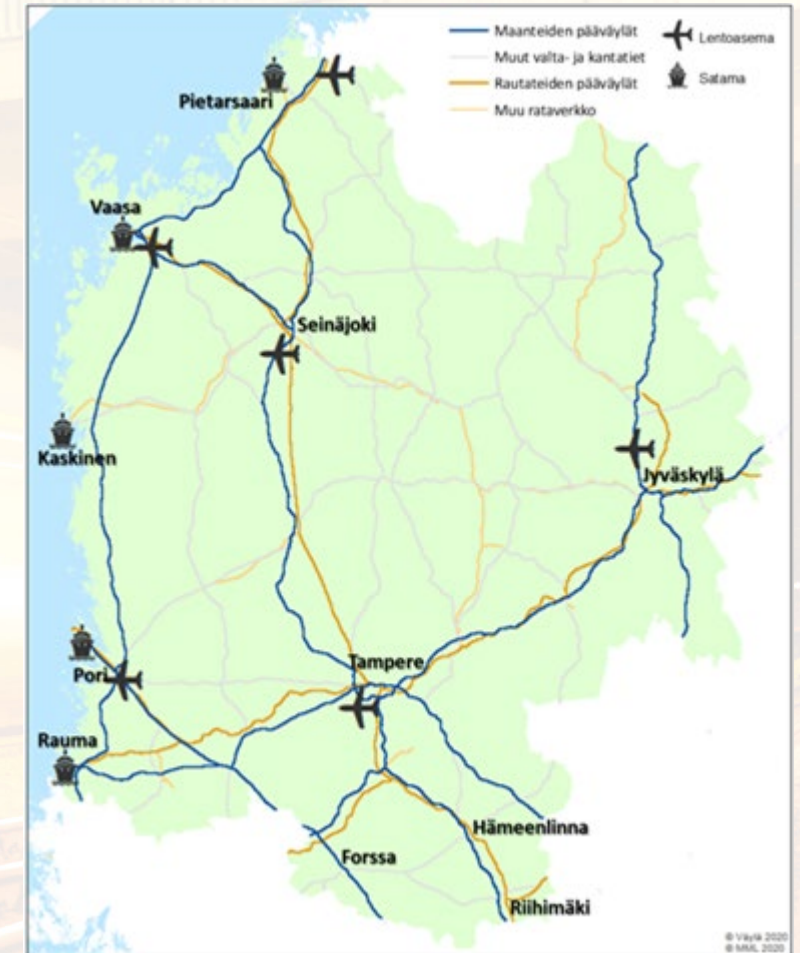 Maanteiden pääväylät
Muut valta- ja kantatiet
Rautateiden pääväylät
Muu rataverkko
Lentoasema
Satama
Pietarsaari
Vaasa
Seinäjoki
Kaskinen
Jyväskylä
Tampere
Pori
Rauma
Hämeenlinna
Forssa
Riihimäki
© Väylä 2020
© MML 2020